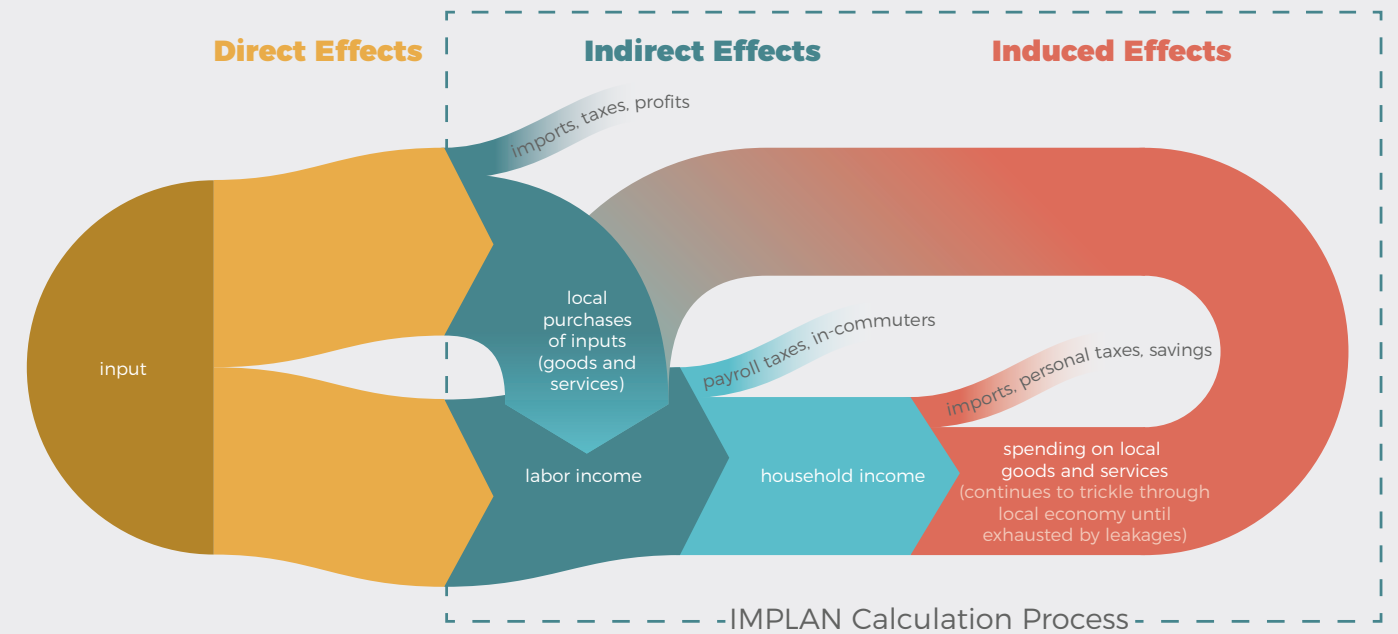 Direct Effects
Indirect Effects
Induced Effects
imports, taxes, profits
input
local
purchases
of inputs
(goods and
services)
payroll taxes, in-commuters
imports, personal taxes, savings
labor income
household income
spending on local
goods and services
(continues to trickle through
local economy until
exhausted by leakages)
IMPLAN Calculation Process